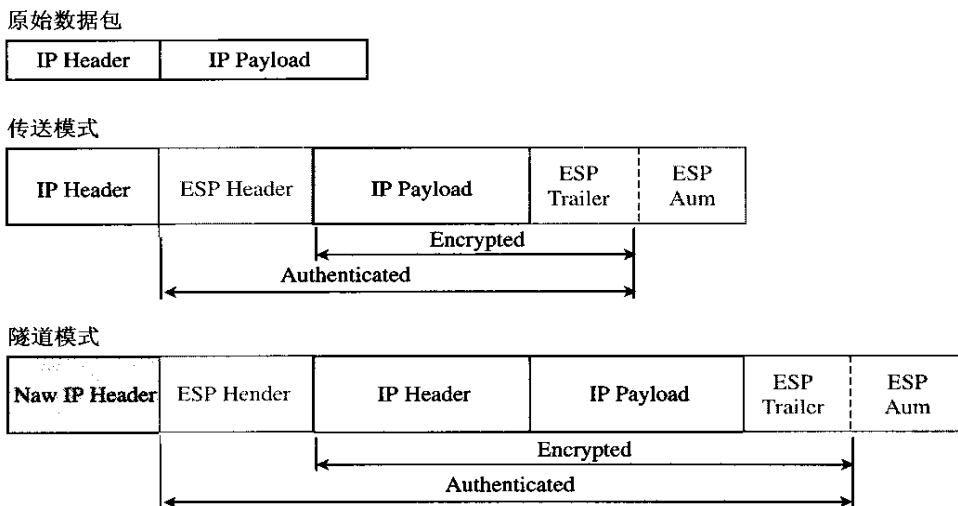 原始数据包
IP Header IP Payload
传送模式
IP Header ESP Header IP Payload ESP Trailer ESP Aum
Encrypted
Authenticated
隧道模式
Naw IP Header ESP Hender IP Header IP Payload ESP Trailer ESP Aum
Encrypted
Authenticated